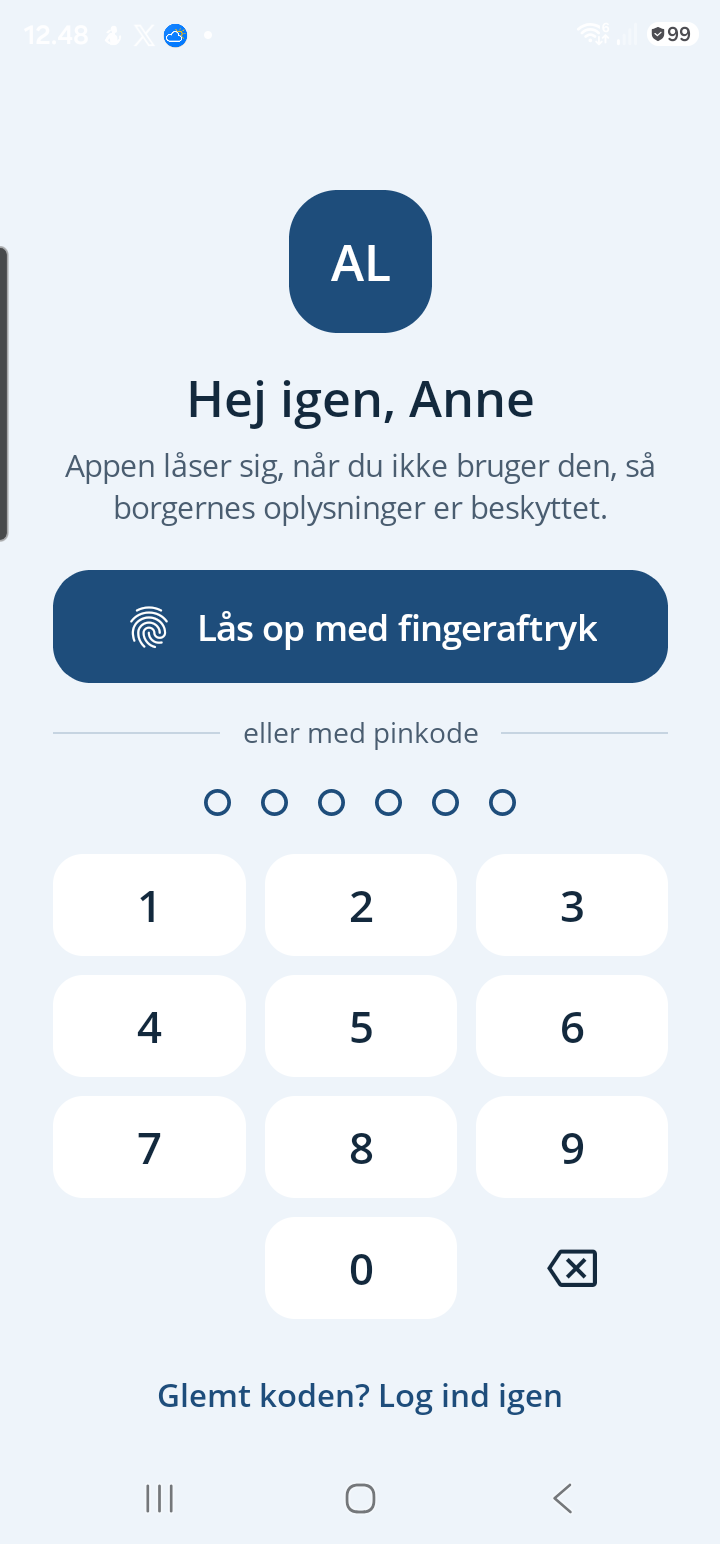 12.48
6
99
AL
Hej igen, Anne
Appen låser sig, når du ikke bruger den, så
borgernes oplysninger er beskyttet.
Lås op med fingeraftryk
eller med pinkode
1 2 3
4 5 6
7 8 9
0
Glemt koden? Log ind igen